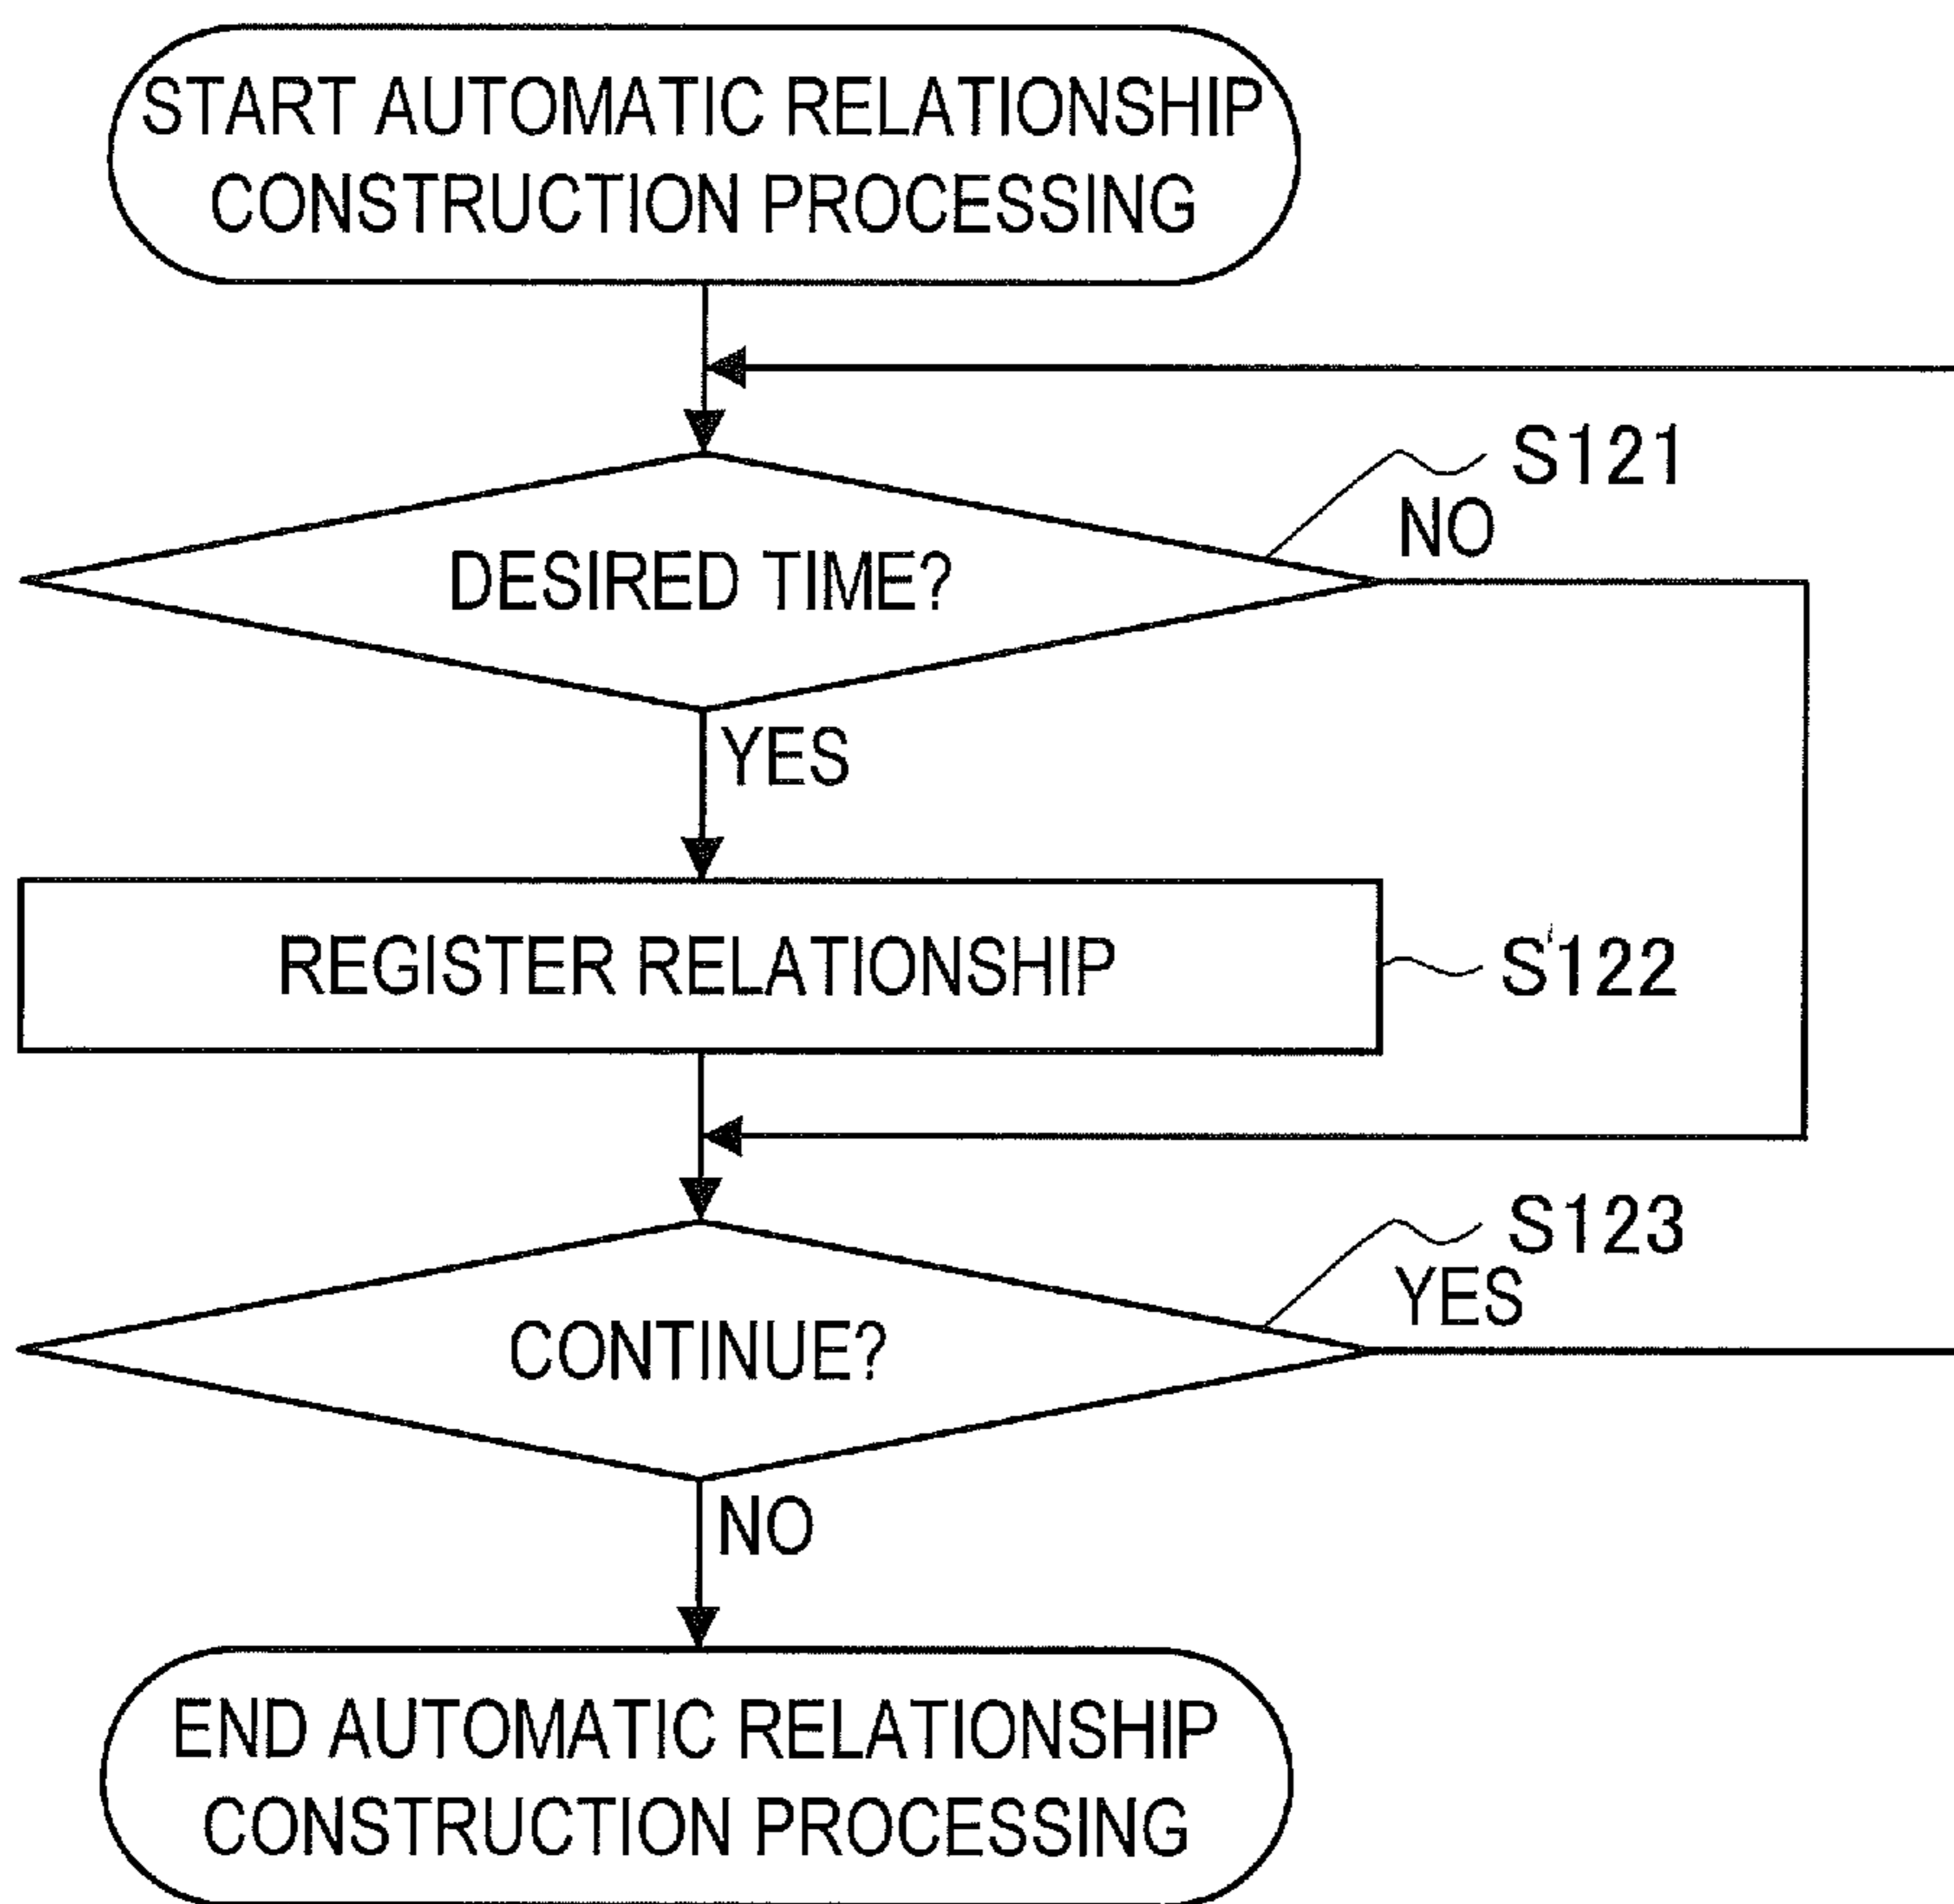 START AUTOMATIC RELATIONSHIP
CONSTRUCTION PROCESSING
S121
NO
DESIRED TIME?
YES
REGISTER RELATIONSHIP
S122
S123
YES
CONTINUE?
NO
END AUTOMATIC RELATIONSHIP
CONSTRUCTION PROCESSING